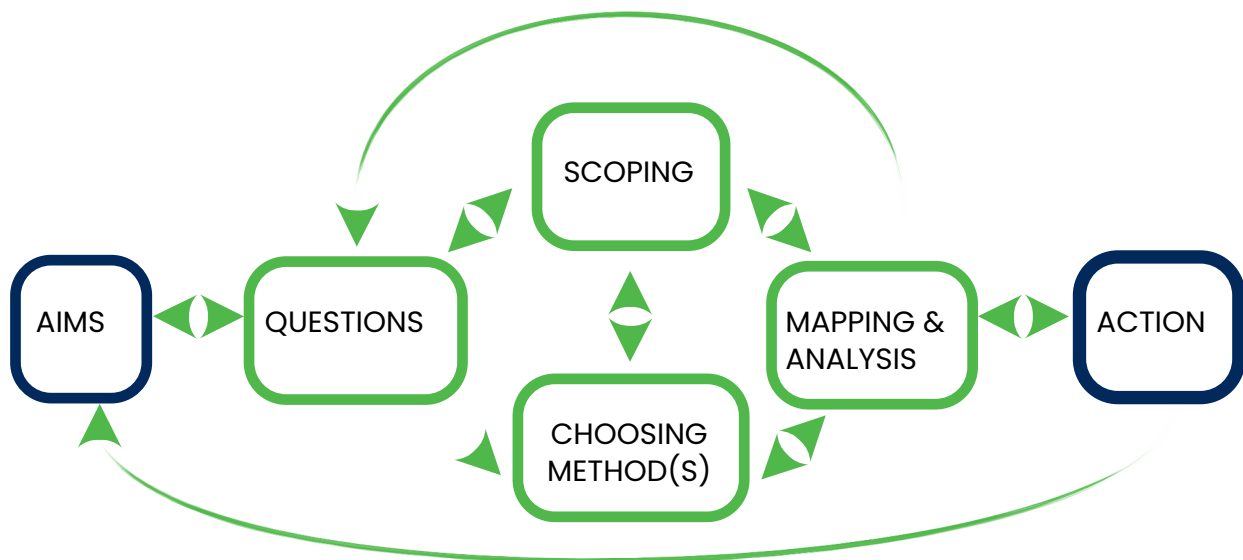 SCOPING
AIMS
QUESTIONS
MAPPING &
ANALYSIS
ACTION
CHOOSING
METHOD(S)